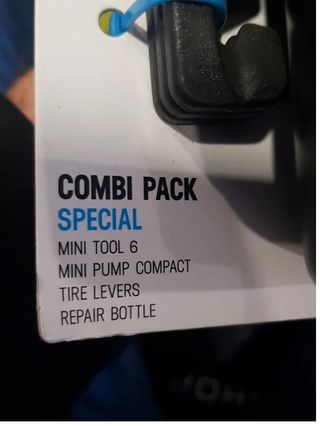 COMBI PACK
SPECIAL
MINI TOOL 6
MINI PUMP COMPACT
TIRE LEVERS
REPAIR BOTTLE